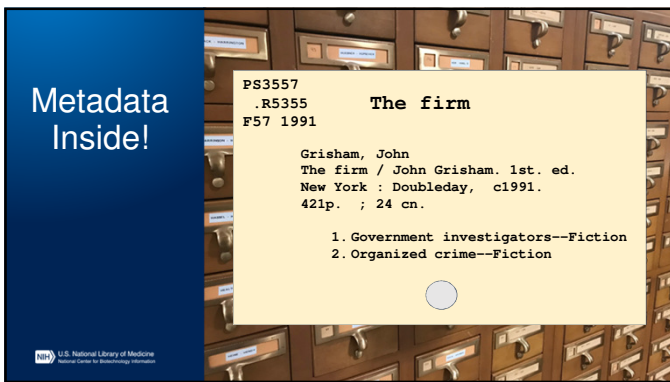 Metadata
Inside!
PS3557
.R5355 The firm
F57 1991
Grisham, John
The firm / John Grisham. 1st. ed.
New York : Doubleday, c1991.
421p. ; 24 cn.
1. Government investigators--Fiction
2. Organized crime--Fiction
NIH U.S. National Library of Medicine
National Center for Biotechnology Information